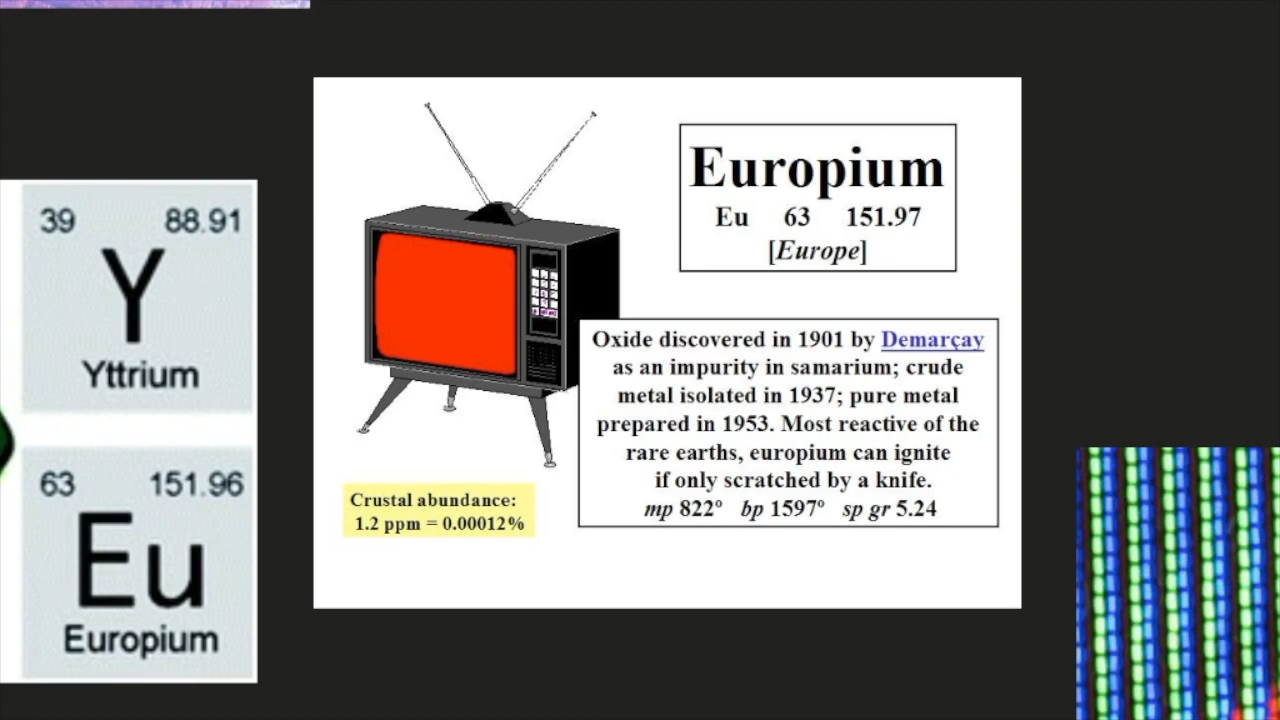 39 88.91
Y
Yttrium
63 151.96
Eu
Europium
Europium
Eu 63 151.97
[Europe]
Oxide discovered in 1901 by Demarçay
as an impurity in samarium; crude
metal isolated in 1937; pure metal
prepared in 1953. Most reactive of the
rare earths, europium can ignite
if only scratched by a knife.
mp 822º bp 1597º sp gr 5.24
Crustal abundance:
1.2 ppm = 0.00012%